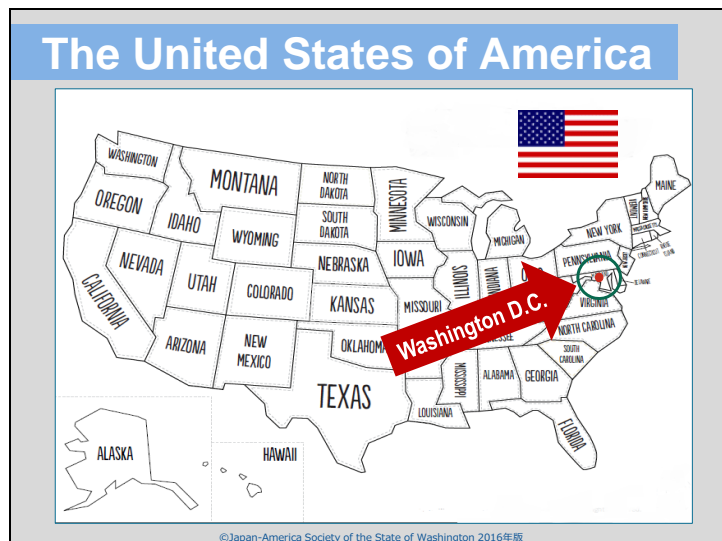 The United States of America
WASHINGTON
MONTANA
NORTH
DAKOTA
MINNESOTA
MAINE
OREGON
IDAHO
SOUTH
DAKOTA
WISCONSIN
MICHIGAN
NEW YORK
WYOMING
NEVADA
UTAH
COLORADO
NEBRASKA
IOWA
ILLINOIS
PENNSYLVANIA
CALIFORNIA
KANSAS
MISSOURI
VIRGINIA
Washington D.C.
ARIZONA
NEW
MEXICO
OKLAHOMA
NORTH CAROLINA
SOUTH
CAROLINA
TEXAS
LOUISIANA
MISSISSIPPI
ALABAMA
GEORGIA
FLORIDA
ALASKA
HAWAII
©Japan-America Society of the State of Washington 2016年版